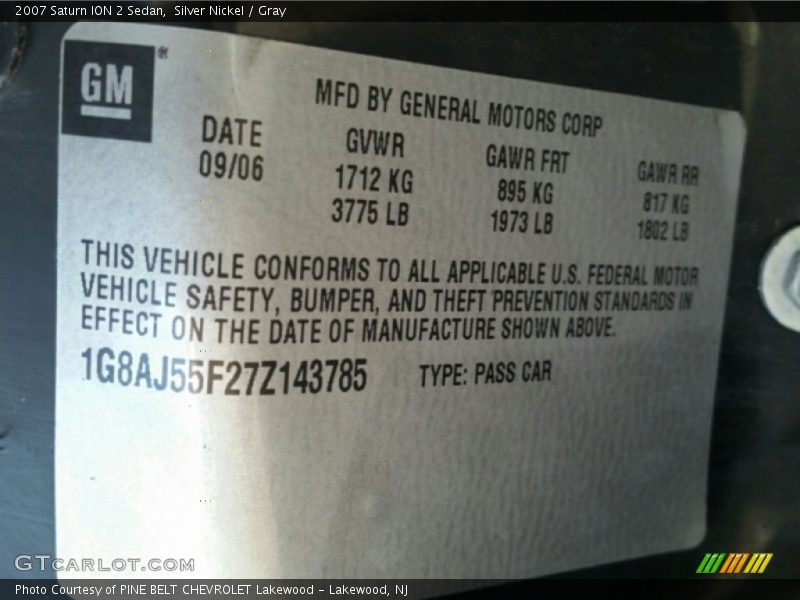 2007 Saturn ION 2 Sedan, Silver Nickel / Gray
GM®
MFD BY GENERAL MOTORS CORP
DATE GVWR GAWR FRT GAWR RR
09/06 1712 KG 895 KG 817 KG
3775 LB 1973 LB 1802 LB
THIS VEHICLE CONFORMS TO ALL APPLICABLE U.S. FEDERAL MOTOR
VEHICLE SAFETY, BUMPER, AND THEFT PREVENTION STANDARDS IN
EFFECT ON THE DATE OF MANUFACTURE SHOWN ABOVE.
1G8AJ55F27Z143785 TYPE: PASS CAR
GTcarlot.com
Photo Courtesy of PINE BELT CHEVROLET Lakewood - Lakewood, NJ